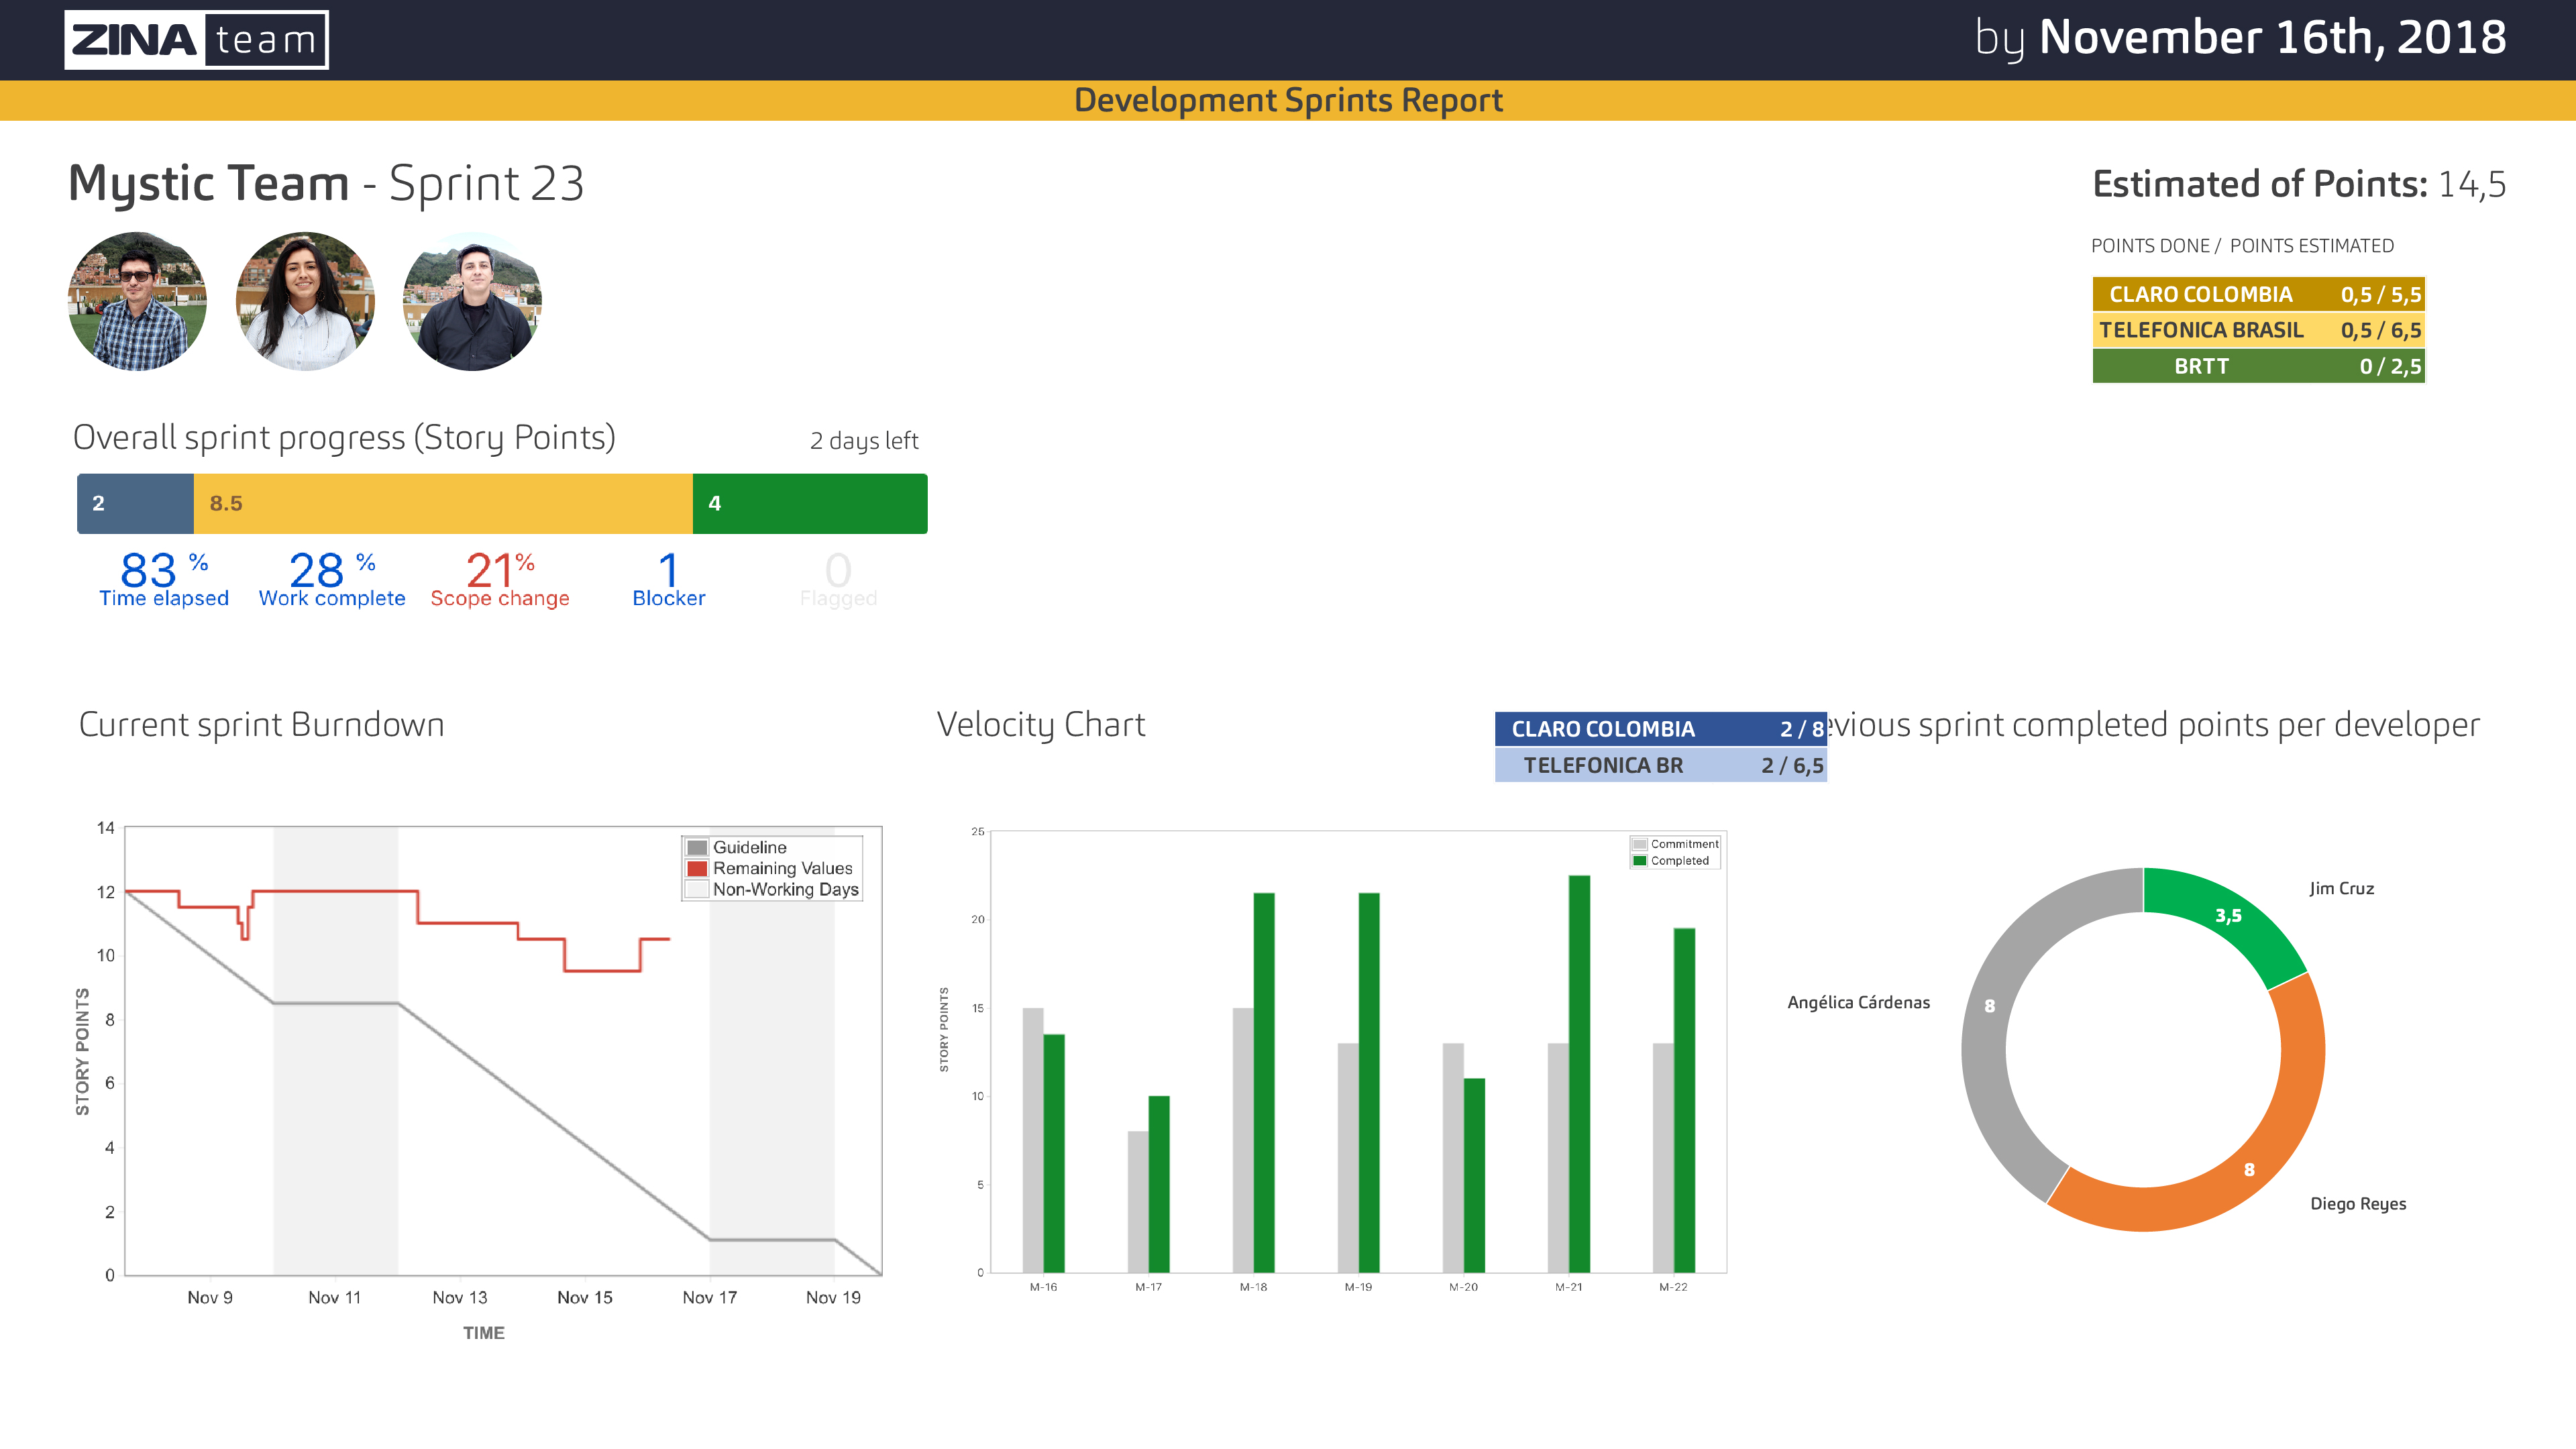 ZINA team
by November 16th, 2018
Development Sprints Report
Mystic Team - Sprint 23
Estimated of Points: 14,5
POINTS DONE / POINTS ESTIMATED
CLARO COLOMBIA 0,5 / 5,5
TELEFONICA BRASIL 0,5 / 6,5
BRTT 0 / 2,5
Overall sprint progress (Story Points)
2 days left
2 8.5 4
83 % 28 % 21% 1 0
Time elapsed Work complete Scope change Blocker Flagged
Current sprint Burndown
14
12
10
8
6
4
2
0
STORY POINTS
Guideline
Remaining Values
Non-Working Days
Nov 9 Nov 11 Nov 13 Nov 15 Nov 17 Nov 19
TIME
Velocity Chart
CLARO COLOMBIA 2 / 8
TELEFONICA BR 2 / 6,5
25
20
15
10
5
0
STORY POINTS
Commitment
Completed
M-16 M-17 M-18 M-19 M-20 M-21 M-22
evious sprint completed points per developer
Jim Cruz
3,5
Angélica Cárdenas
8
8
Diego Reyes